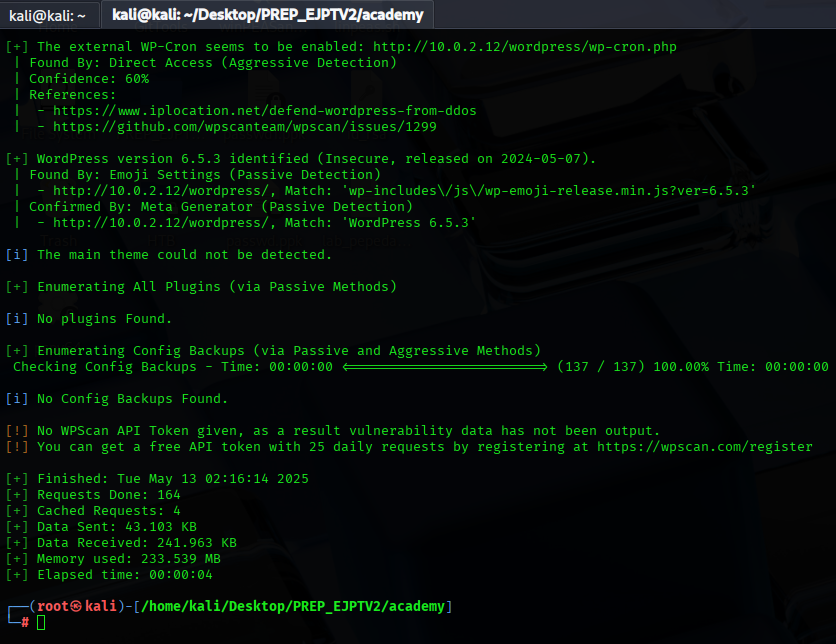 kali@kali: ~
kali@kali: ~/Desktop/PREP_EJPTV2/academy
[+] The external WP-Cron seems to be enabled: http://10.0.2.12/wordpress/wp-cron.php
| Found By: Direct Access (Aggressive Detection)
| Confidence: 60%
| References:
|  - https://www.iplocation.net/defend-wordpress-from-ddos
|  - https://github.com/wpscanteam/wpscan/issues/1299
[+] WordPress version 6.5.3 identified (Insecure, released on 2024-05-07).
| Found By: Emoji Settings (Passive Detection)
|  - http://10.0.2.12/wordpress/, Match: 'wp-includes\/js\/wp-emoji-release.min.js?ver=6.5.3'
| Confirmed By: Meta Generator (Passive Detection)
|  - http://10.0.2.12/wordpress/, Match: 'WordPress 6.5.3'
[i] The main theme could not be detected.
[+] Enumerating All Plugins (via Passive Methods)
[i] No plugins Found.
[+] Enumerating Config Backups (via Passive and Aggressive Methods)
Checking Config Backups - Time: 00:00:00 <=========================> (137 / 137) 100.00% Time: 00:00:00
[i] No Config Backups Found.
[!] No WPScan API Token given, as a result vulnerability data has not been output.
[!] You can get a free API token with 25 daily requests by registering at https://wpscan.com/register
[+] Finished: Tue May 13 02:16:14 2025
[+] Requests Done: 164
[+] Cached Requests: 4
[+] Data Sent: 43.103 KB
[+] Data Received: 241.963 KB
[+] Memory used: 233.539 MB
[+] Elapsed time: 00:00:04
┌──(root㉿kali)-[/home/kali/Desktop/PREP_EJPTV2/academy]
└─#